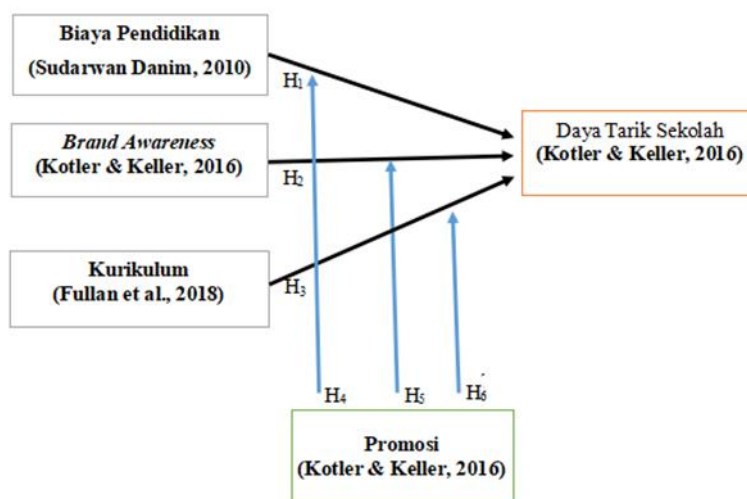 Biaya Pendidikan
(Sudarwan Danim, 2010)
H₁
Brand Awareness
(Kotler & Keller, 2016)
H₂
Daya Tarik Sekolah
(Kotler & Keller, 2016)
Kurikulum
(Fullan et al., 2018)
H₃
H₄
H₅
H₆
Promosi
(Kotler & Keller, 2016)